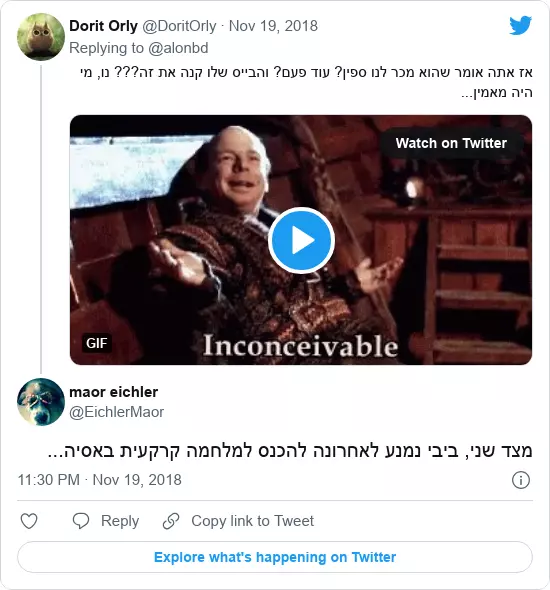 Dorit Orly @DoritOrly · Nov 19, 2018
Replying to @alonbd
אז אתה אומר שהוא מכר לנו ספין? עוד פעם? והבייס שלו קנה את זה??? נו, מי
היה מאמין...
Watch on Twitter
GIF
Inconceivable
maor eichler
@EichlerMaor
מצד שני, ביבי נמנע לאחרונה להכנס למלחמה קרקעית באסיה...
11:30 PM · Nov 19, 2018
Reply
Copy link to Tweet
Explore what's happening on Twitter